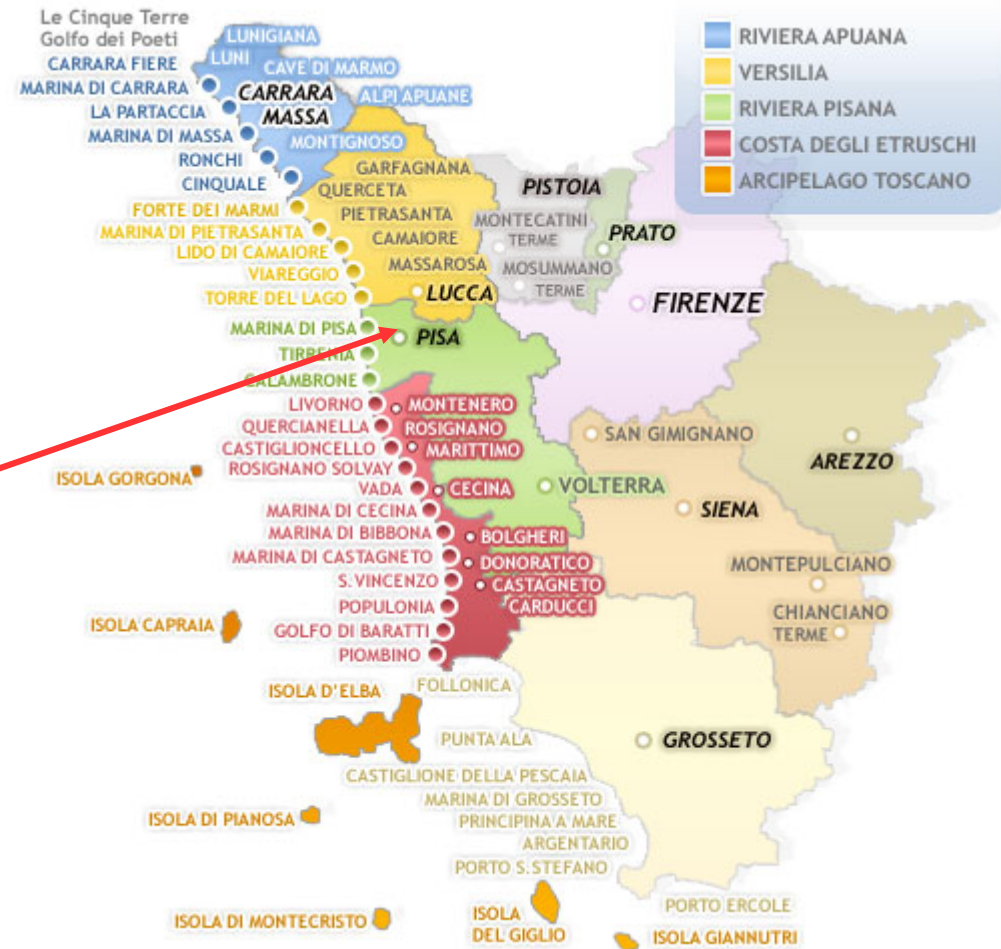 Le Cinque Terre
Golfo dei Poeti
CARRARA FIERE
MARINA DI CARRARA
LA PARTACCIA
MARINA DI MASSA
RONCHI
CINQUALE
FORTE DEI MARMI
MARINA DI PIETRASANTA
LIDO DI CAMAIORE
VIAREGGIO
TORRE DEL LAGO
MARINA DI PISA
TIRRENIA
CALAMBRONE
LIVORNO
QUERCIANELLA
CASTIGLIONCELLO
ROSIGNANO SOLVAY
VADA
MARINA DI CECINA
MARINA DI BIBBONA
MARINA DI CASTAGNETO
S.VINCENZO
POPULONIA
GOLFO DI BARATTI
PIOMBINO
LUNIGIANA
LUNI
CAVE DI MARMO
CARRARA
MASSA
ALPI APUANE
MONTIGNOSO
GARFAGNANA
QUERCETA
PIETRASANTA
CAMAIORE
MASSAROSA
LUCCA
PISA
MONTENERO
ROSIGNANO
MARITTIMO
CECINA
VOLTERRA
BOLGHERI
DONORATICO
CASTAGNETO
CARDUCCI
PISTOIA
MONTECATINI
TERME
MOSUMMANO
TERME
PRATO
FIRENZE
SAN GIMIGNANO
SIENA
AREZZO
MONTEPULCIANO
CHIANCIANO
TERME
GROSSETO
FOLLONICA
PUNTA ALA
CASTIGLIONE DELLA PESCAIA
MARINA DI GROSSETO
PRINCIPINA A MARE
ARGENTARIO
PORTO S.STEFANO
PORTO ERCOLE
ISOLA GORGONA
ISOLA CAPRAIA
ISOLA D'ELBA
ISOLA DI PIANOSA
ISOLA DI MONTECRISTO
ISOLA
DEL GIGLIO
ISOLA GIANNUTRI
RIVIERA APUANA
VERSILIA
RIVIERA PISANA
COSTA DEGLI ETRUSCHI
ARCIPELAGO TOSCANO